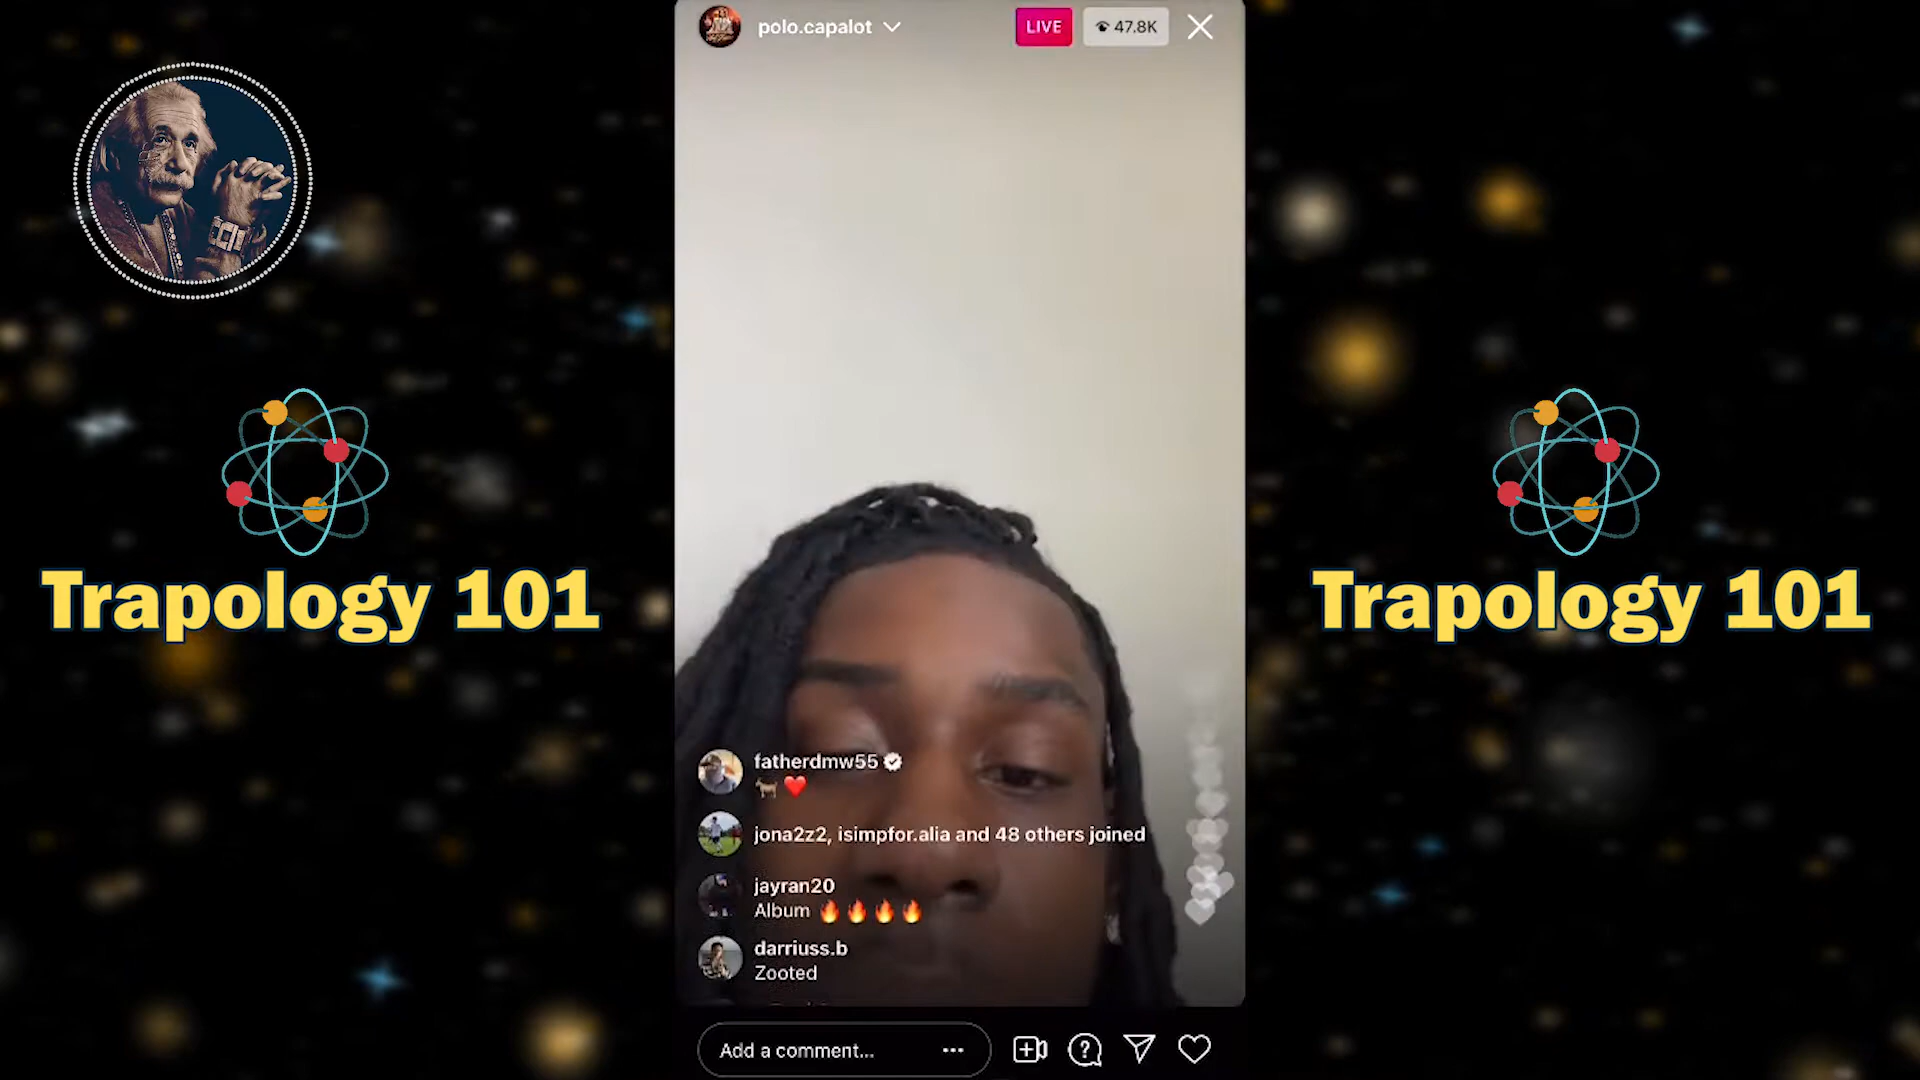 polo.capalot
LIVE
47.8K
Trapology 101
Trapology 101
fatherdmw55
jona2z2, isimpfor.alia and 48 others joined
jayran20
Album
darriuss.b
Zooted
Add a comment...